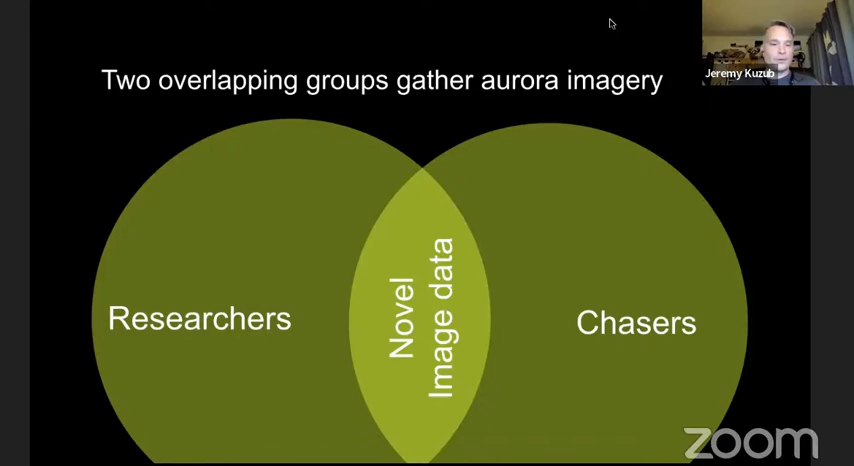 Two overlapping groups gather aurora imagery
Jeremy Kuzub
Researchers
Novel
Image data
Chasers
zoom